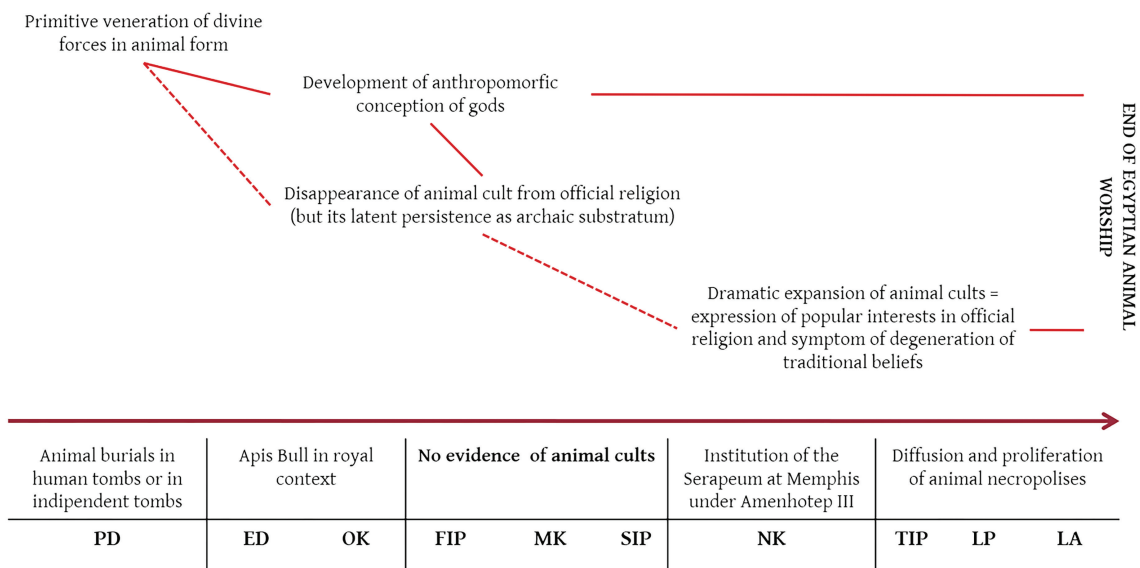 Primitive veneration of divine
forces in animal form
Development of anthropomorfic
conception of gods
Disappearance of animal cult from official religion
(but its latent persistence as archaic substratum)
Dramatic expansion of animal cults =
expression of popular interests in official
religion and symptom of degeneration of
traditional beliefs
END OF EGYPTIAN ANIMAL
WORSHIP
Animal burials in
human tombs or in
indipendent tombs
Apis Bull in royal
context
No evidence of animal cults
Institution of the
Serapeum at Memphis
under Amenhotep III
Diffusion and proliferation
of animal necropolises
PD
ED
OK
FIP
MK
SIP
NK
TIP
LP
LA